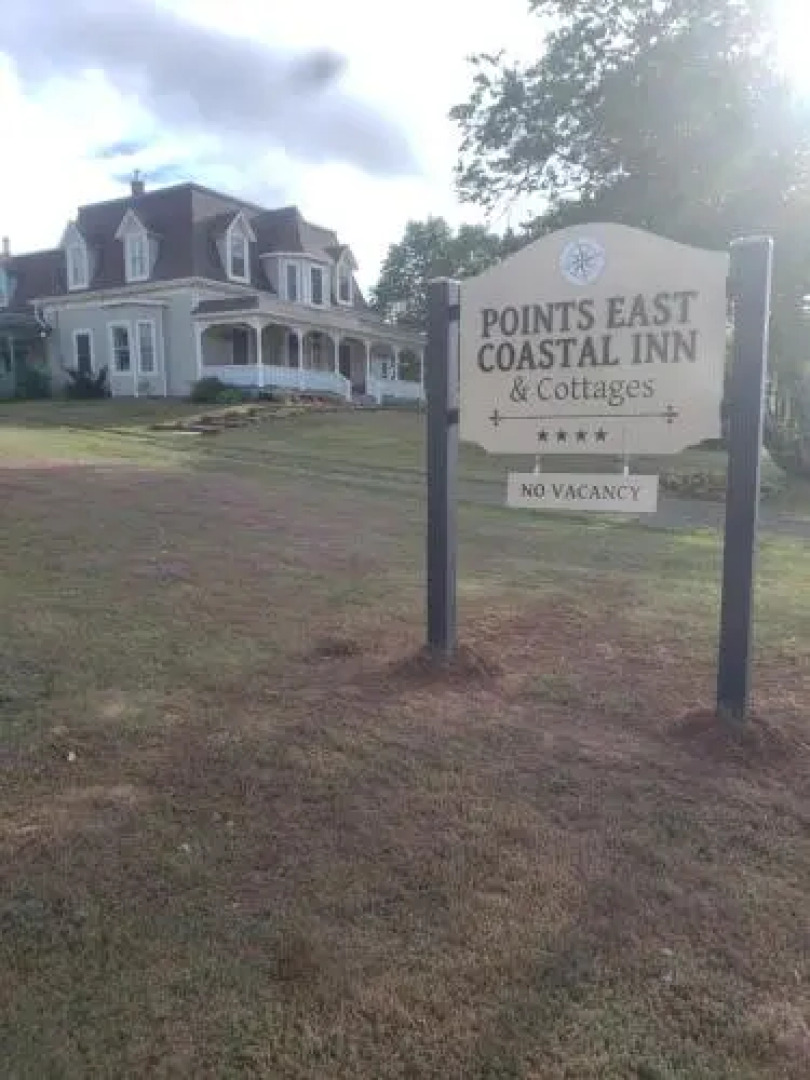 POINTS EAST
COASTAL INN
& Cottages
NO VACANCY